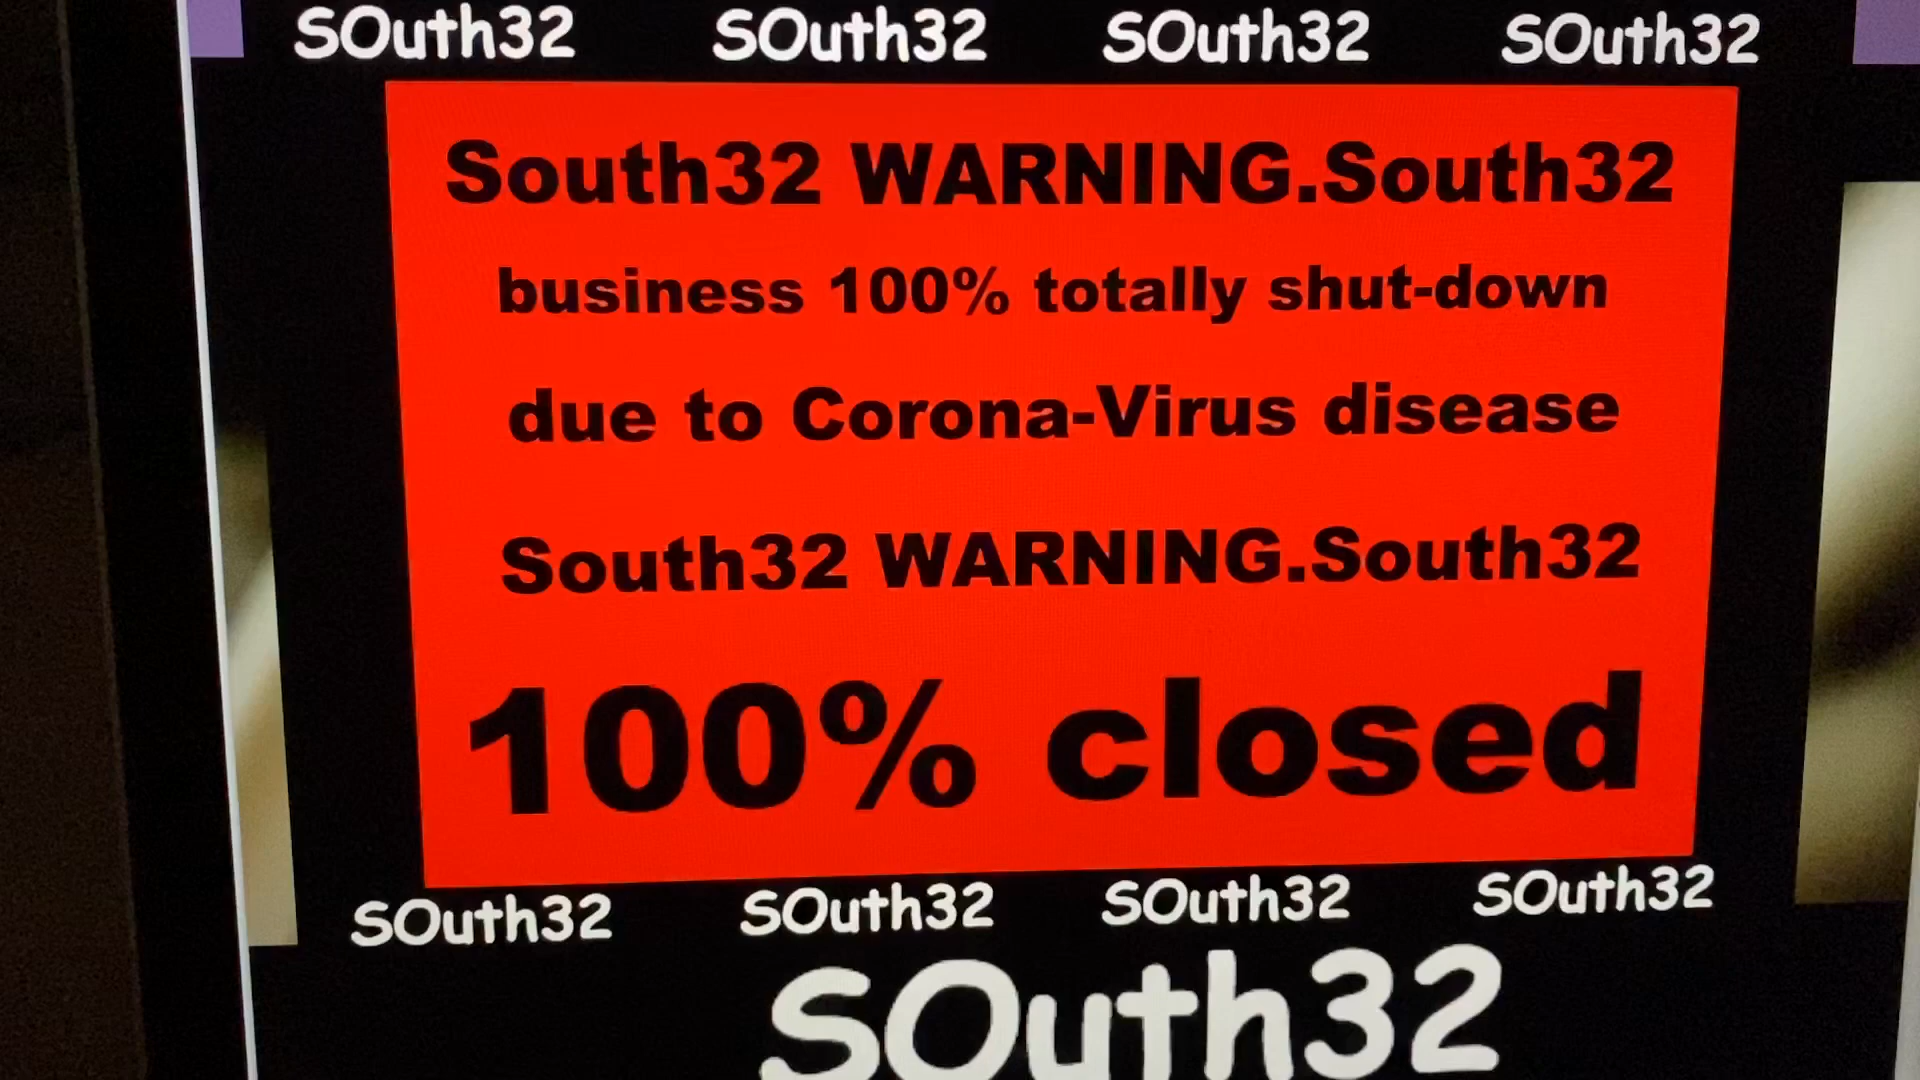 SOuth32 SOuth32 SOuth32 SOuth32
South32 WARNING.South32
business 100% totally shut-down
due to Corona-Virus disease
South32 WARNING.South32
100% closed
SOuth32 SOuth32 SOuth32 SOuth32
SOuth32